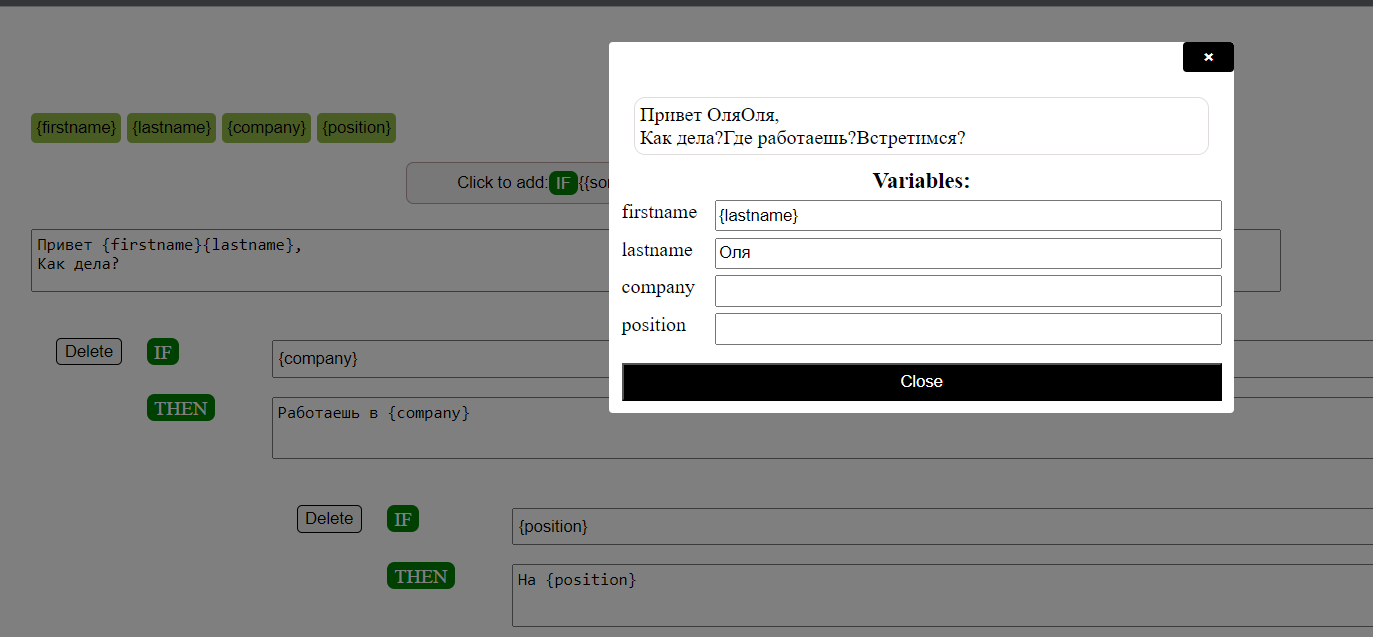 ×
{firstname} {lastname} {company} {position}
Click to add: IF {{so
Привет {firstname}{lastname},
Как дела?
Delete IF {company}
THEN Работаешь в {company}
Delete IF {position}
THEN На {position}
Привет ОляОля,
Как дела?Где работаешь?Встретимся?
Variables:
firstname {lastname}
lastname Оля
company
position
Close